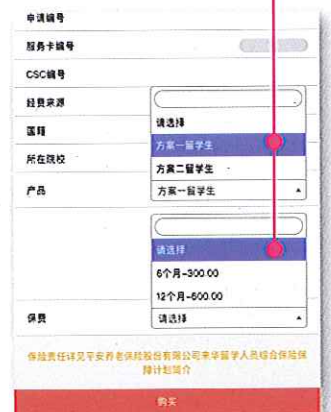 申请编号
服务卡编号
CSC编号
经费来源
国籍
请选择
方案一留学生
所在院校
方案二留学生
产品
方案一留学生
请选择
6个月-300.00
12个月-600.00
保费
请选择
保险责任详见平安养老保险股份有限公司来华留学人员综合保险保
障计划简介
购买